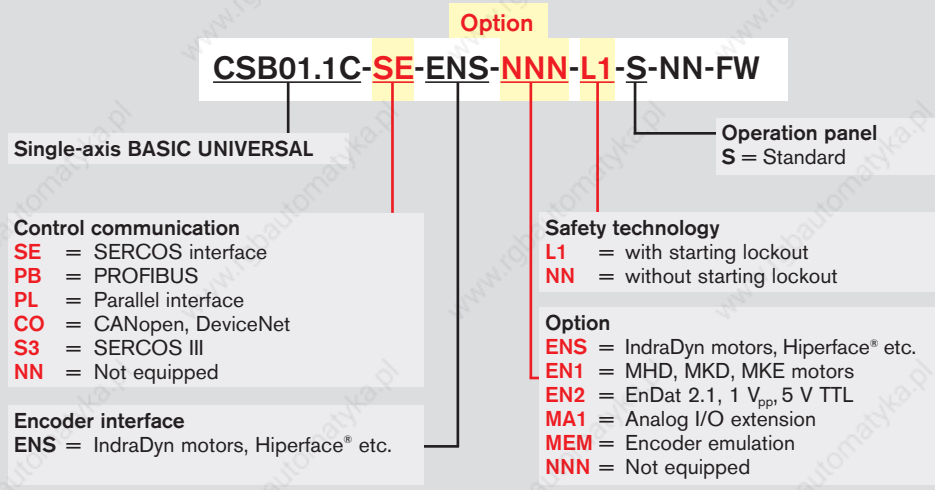 Option
CSB01.1C-SE-ENS-NNN-L1-S-NN-FW
Single-axis BASIC UNIVERSAL
Operation panel
S = Standard
Control communication
SE = SERCOS interface
PB = PROFIBUS
PL = Parallel interface
CO = CANopen, DeviceNet
S3 = SERCOS III
NN = Not equipped
Encoder interface
ENS = IndraDyn motors, Hiperface® etc.
Safety technology
L1 = with starting lockout
NN = without starting lockout
Option
ENS = IndraDyn motors, Hiperface® etc.
EN1 = MHD, MKD, MKE motors
EN2 = EnDat 2.1, 1 Vpp, 5 V TTL
MA1 = Analog I/O extension
MEM = Encoder emulation
NNN = Not equipped
www.rgbautomatyka.pl